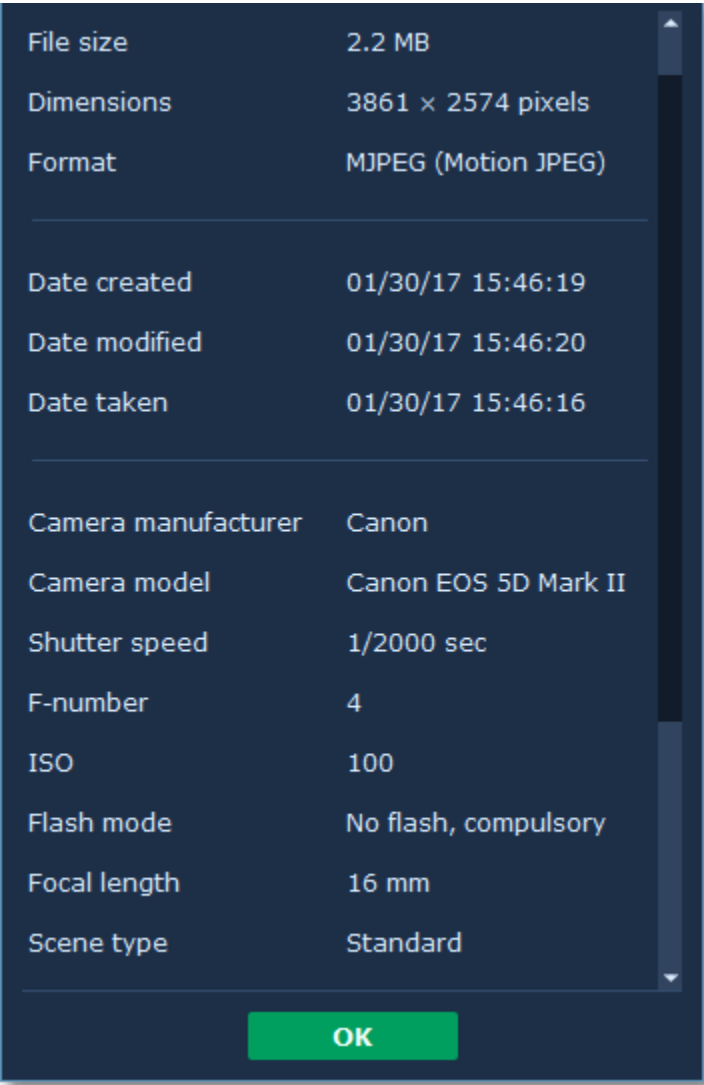 File size 2.2 MB
Dimensions 3861 × 2574 pixels
Format MJPEG (Motion JPEG)
Date created 01/30/17 15:46:19
Date modified 01/30/17 15:46:20
Date taken 01/30/17 15:46:16
Camera manufacturer Canon
Camera model Canon EOS 5D Mark II
Shutter speed 1/2000 sec
F-number 4
ISO 100
Flash mode No flash, compulsory
Focal length 16 mm
Scene type Standard
OK